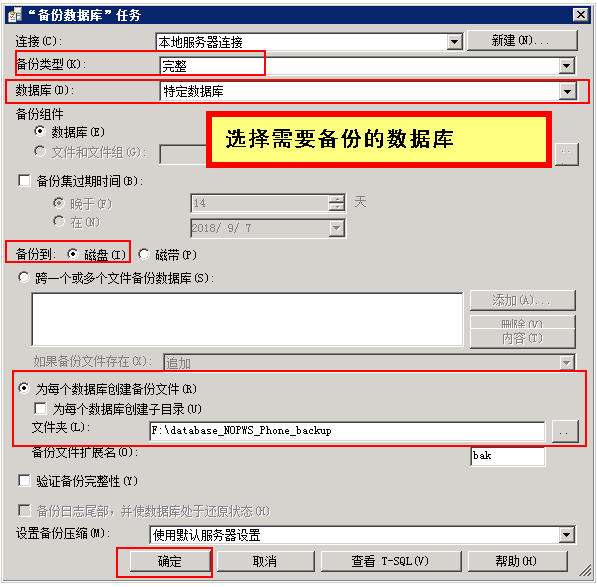 “备份数据库”任务
连接(C): 本地服务器连接 新建(N)...
备份类型(K): 完整
数据库(D): 特定数据库
备份组件
数据库(E)
选择需要备份的数据库
文件和文件组(G): ..
备份集过期时间(B):
晚于(F) 14 天
在(N) 2018/ 9/ 7
备份到: 磁盘(I) 磁带(P)
跨一个或多个文件备份数据库(S):
添加(A)...
删除(V)
内容(T)
如果备份文件存在(X): 追加
为每个数据库创建备份文件(R)
为每个数据库创建子目录(U)
文件夹(L): F:\database_NOPWS_Phone_backup ..
备份文件扩展名(O): bak
验证备份完整性(Y)
备份日志尾部，并使数据库处于还原状态(H)
设置备份压缩(M): 使用默认服务器设置
确定 取消 查看 T-SQL(V) 帮助(H)